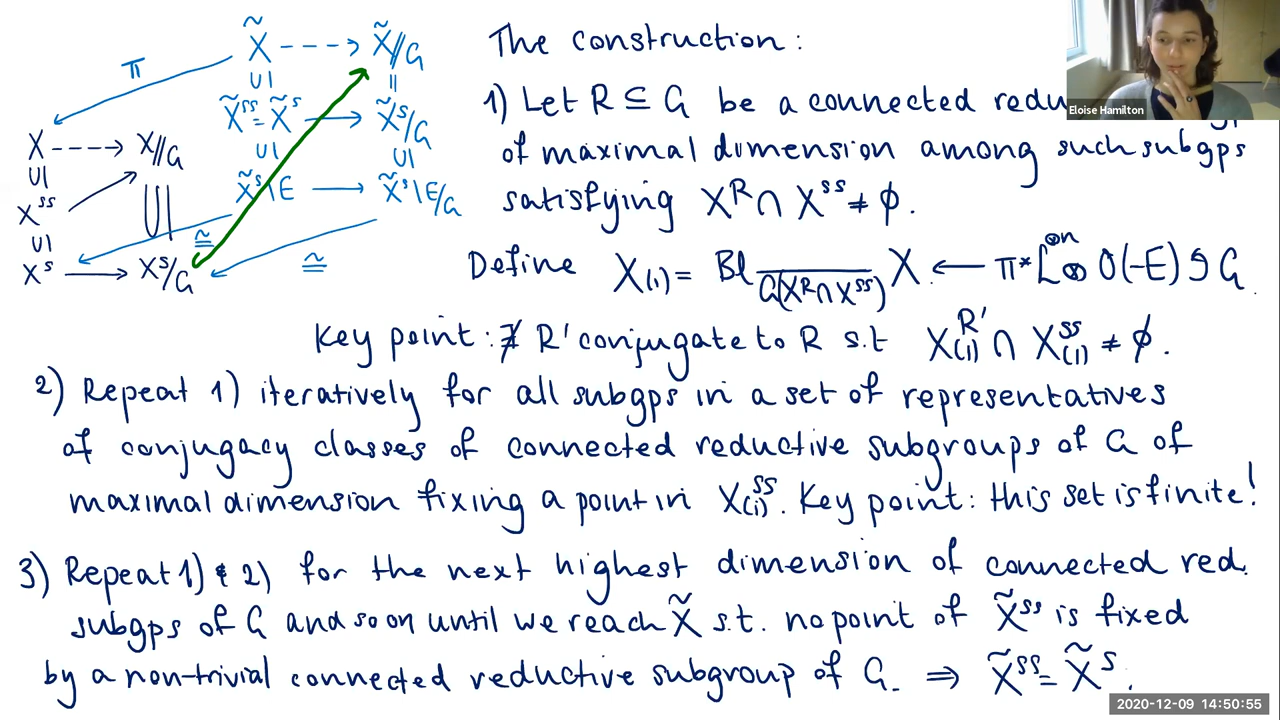 The construction:
1) Let R ⊆ G be a connected redu
of maximal dimension among such subgps
satisfying X^R ∩ X^ss ≠ ∅.
Define X_(1) = Bl_{\overline{G(X^R ∩ X^ss)}} X ← π* L^{⊗n} ⊗ O(-E) ↺ G.
Key point: ∄ R' conjugate to R s.t X_(1)^{R'} ∩ X_(1)^ss ≠ ∅.
2) Repeat 1) iteratively for all subgps in a set of representatives
of conjugacy classes of connected reductive subgroups of G of
maximal dimension fixing a point in X_(1)^ss. Key point: this set is finite!
3) Repeat 1) & 2) for the next highest dimension of connected red.
subgps of G and so on until we reach X̃ s.t. no point of X̃^ss is fixed
by a non-trivial connected reductive subgroup of G. ⇒ X̃^ss = X̃^s.
X̃ ⇢ X̃//G
π
∪| ||
X̃^ss = X̃^s → X̃^s/G
∪| ∪|
X̃^s\E → X̃^s\E/G
X ⇢ X//G
∪| ∪|
X^ss
∪|
X^s → X^s/G
≅ ≅
Eloise Hamilton
2020-12-09 14:50:55